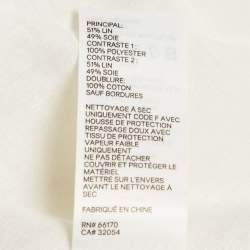 PRINCIPAL:
51% LIN
49% SOIE
CONTRASTE 1 :
100% POLYESTER
CONTRASTE 2 :
51% LIN
49% SOIE
DOUBLURE:
100% COTON
SAUF BORDURES
NETTOYAGE À SEC
UNIQUEMENT CODE F AVEC
HOUSSE DE PROTECTION
REPASSAGE DOUX AVEC
TISSU DE PROTECTION
VAPEUR FAIBLE
UNIQUEMENT
NE PAS DÉTACHER
COUVRIR ET PROTÉGER LE
MATÉRIEL
METTRE SUR L'ENVERS
AVANT LE NETTOYAGE À
SEC
FABRIQUÉ EN CHINE
RN# 66170
CA# 32054